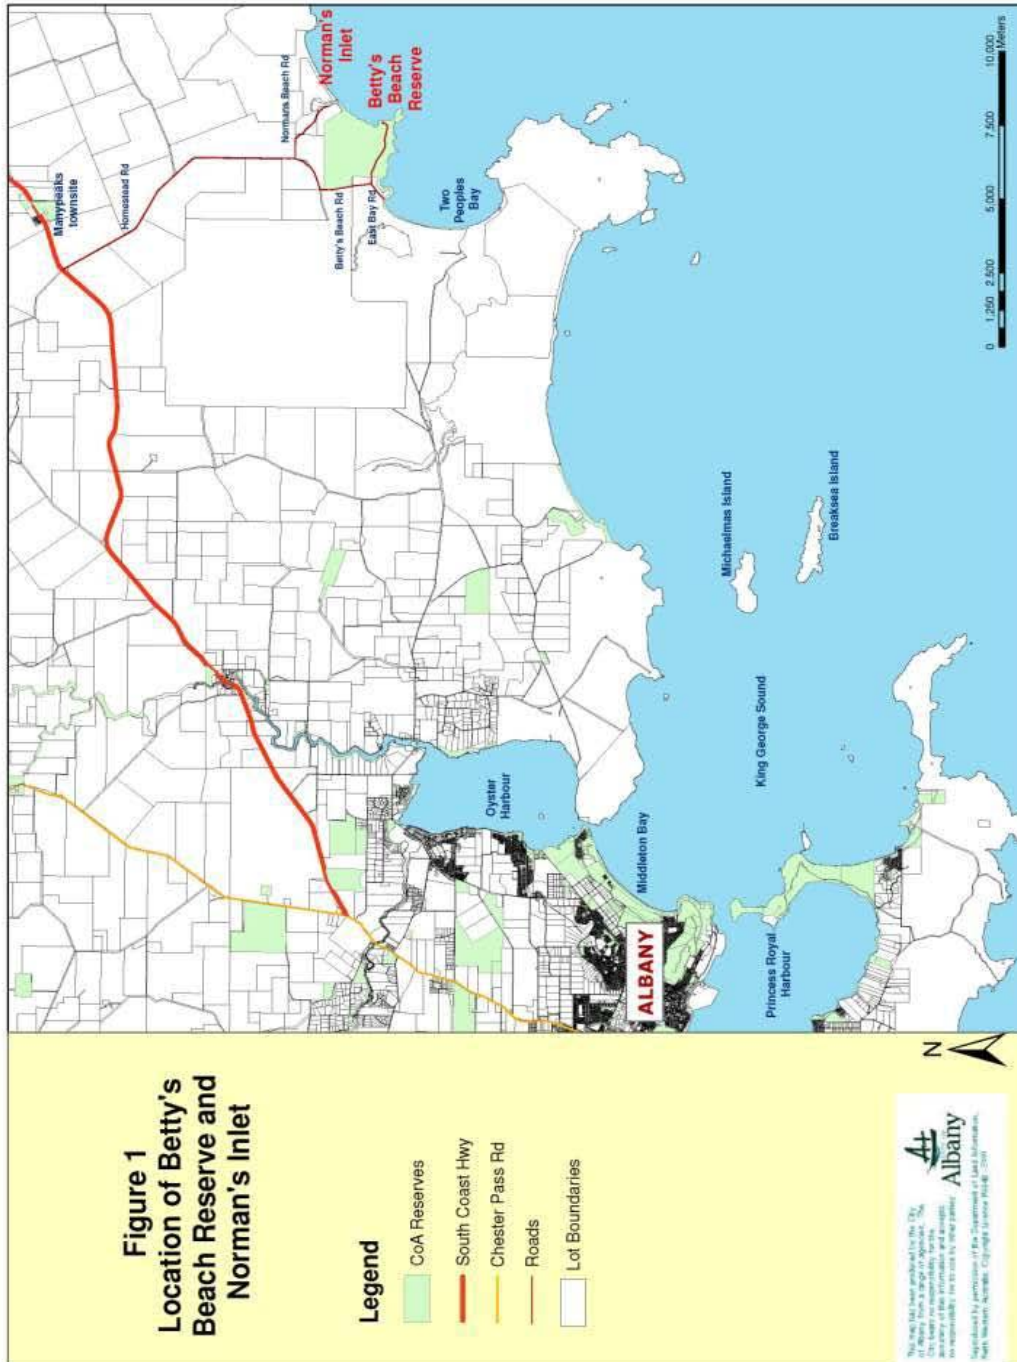 Figure 1
Location of Betty's
Beach Reserve and
Norman's Inlet
Legend
CoA Reserves
South Coast Hwy
Chester Pass Rd
Roads
Lot Boundaries
N
Albany
Manypeaks
townsite
Homestead Rd
Normans Beach Rd
Norman's
Inlet
Betty's
Beach
Reserve
Betty's Beach Rd
East Bay Rd
Two
Peoples
Bay
Oyster
Harbour
Middleton Bay
ALBANY
Princess Royal
Harbour
King George Sound
Michaelmas Island
Breaksea Island
0 1,250 2,500 5,000 7,500 10,000
Meters